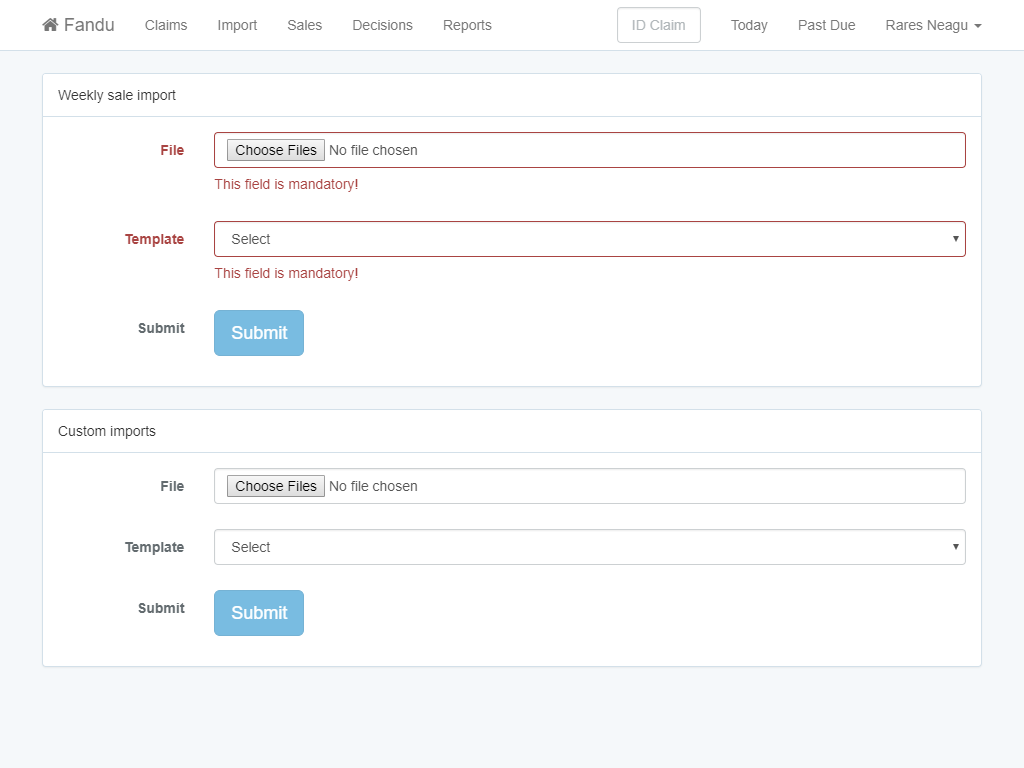 Fandu Claims Import Sales Decisions Reports ID Claim Today Past Due Rares Neagu
Weekly sale import
File Choose Files No file chosen
This field is mandatory!
Template Select
This field is mandatory!
Submit Submit
Custom imports
File Choose Files No file chosen
Template Select
Submit Submit